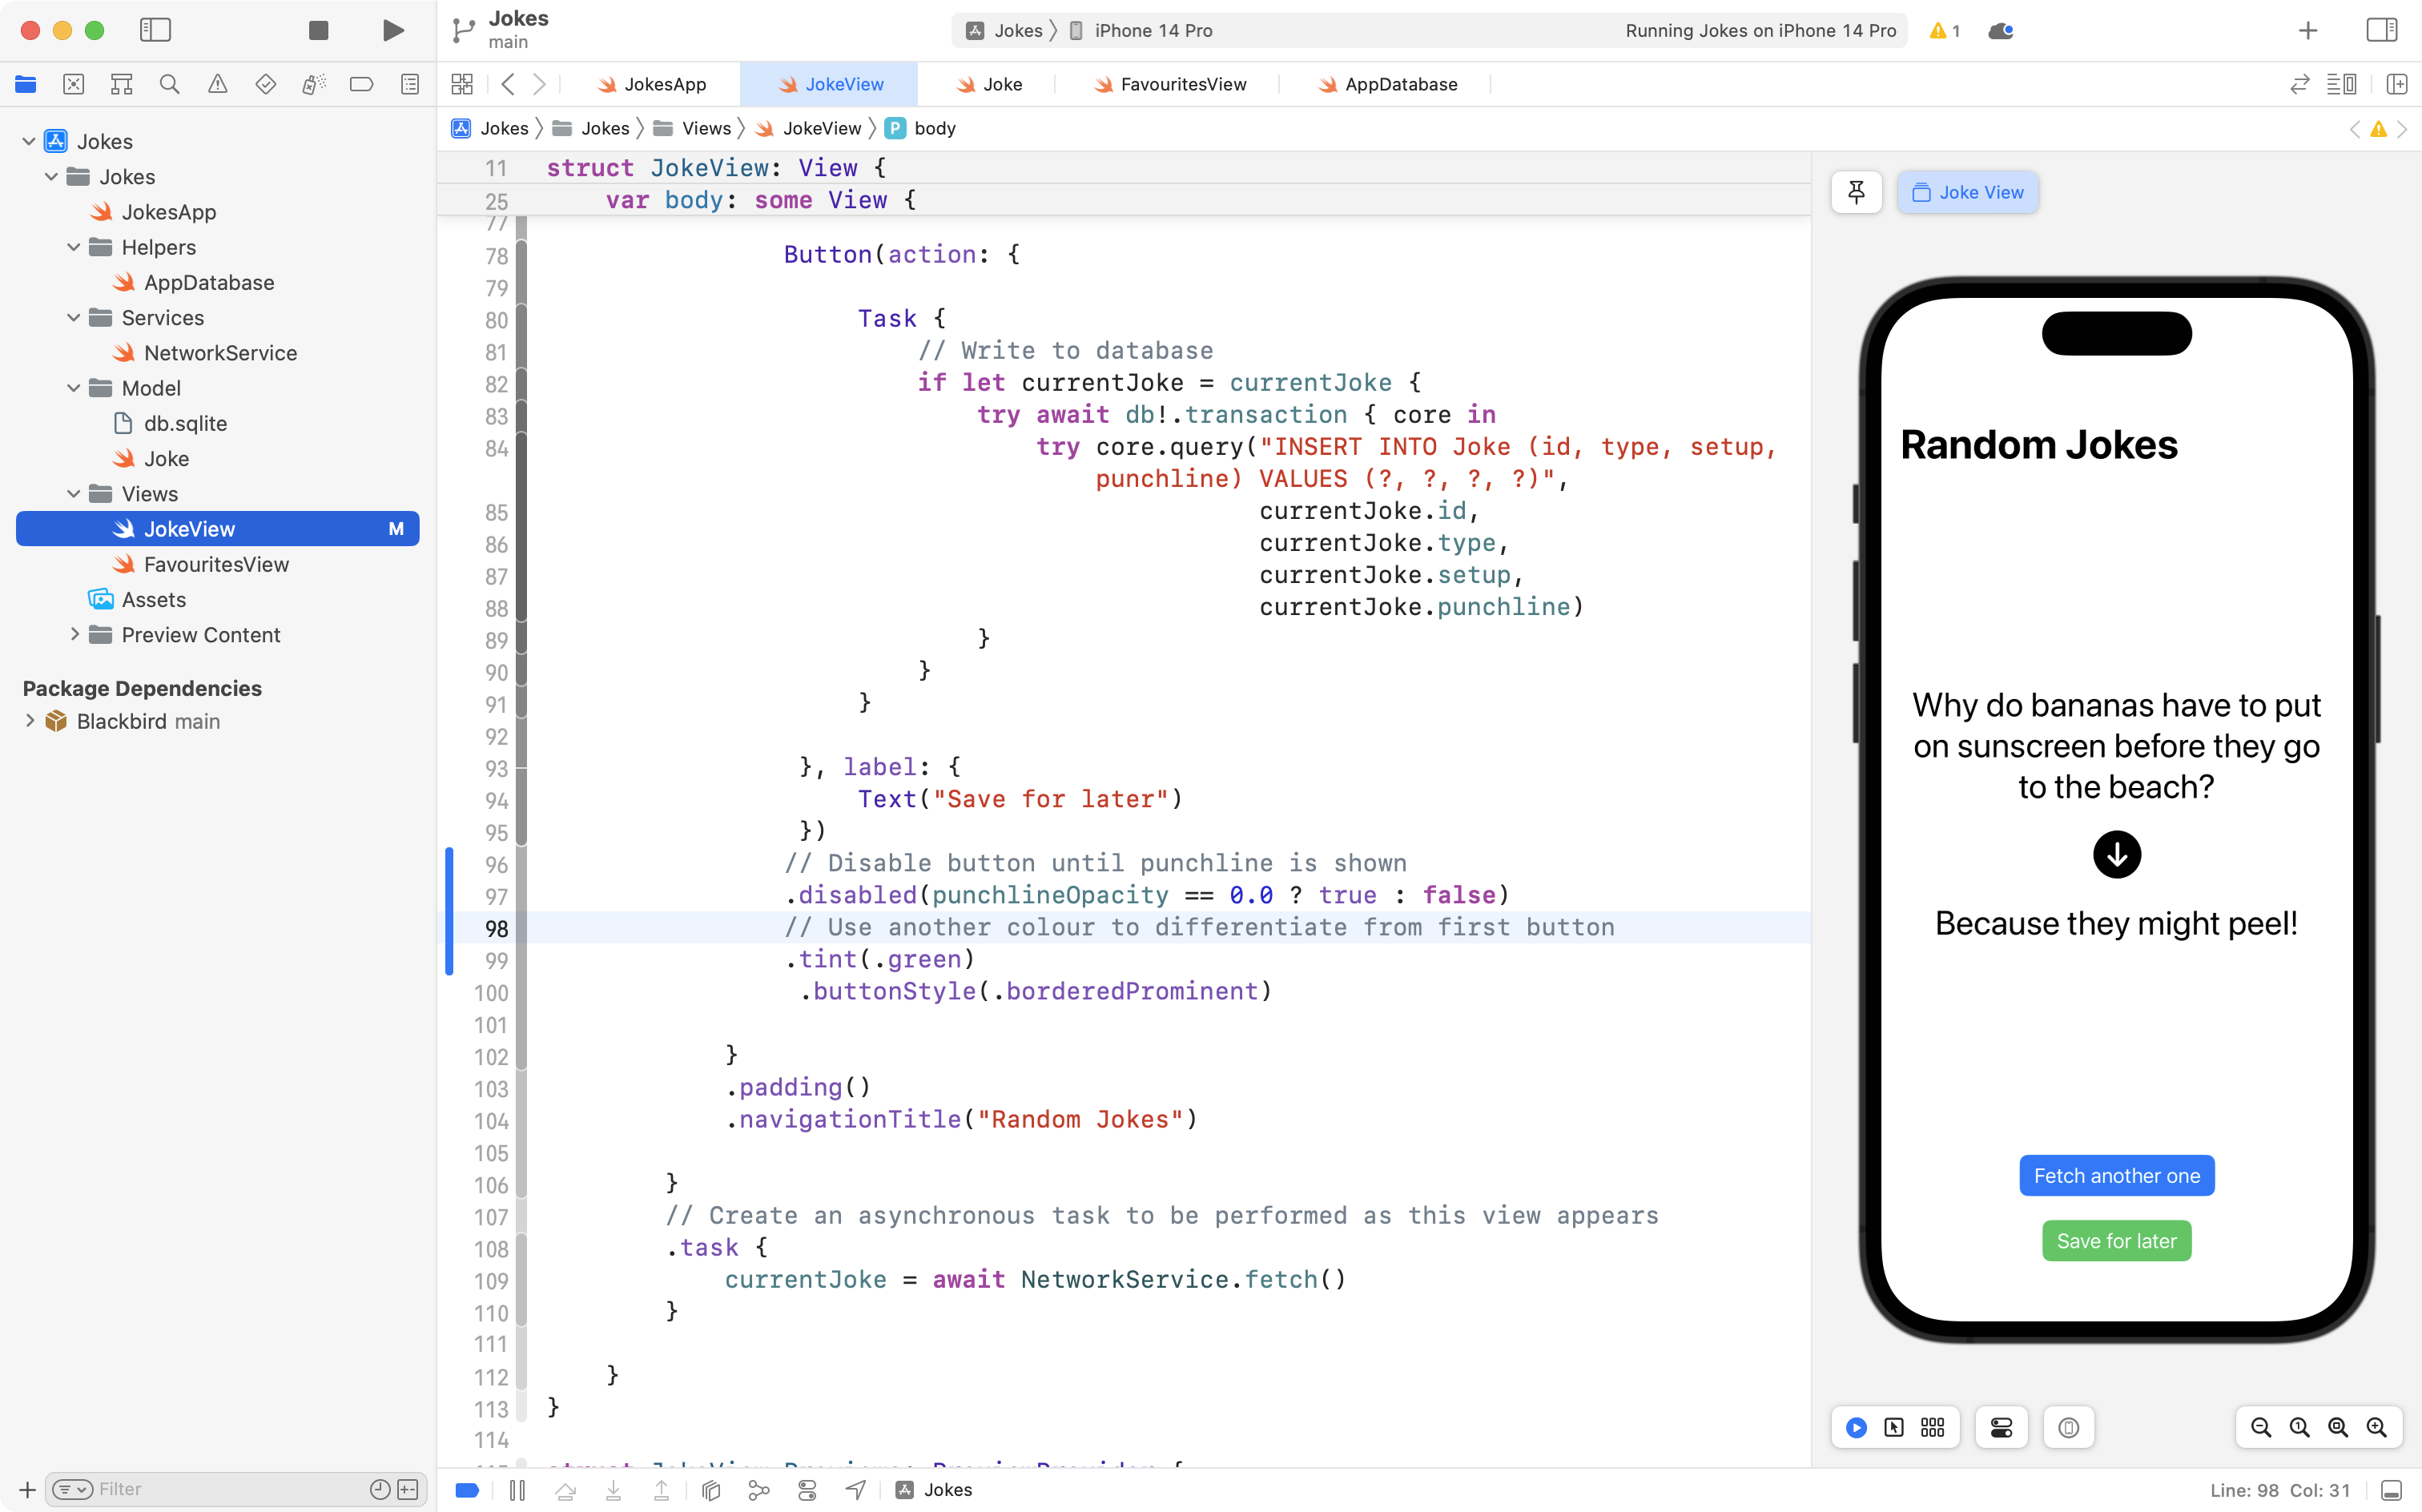 Jokes
main
Jokes
iPhone 14 Pro
Running Jokes on iPhone 14 Pro
1
JokesApp
JokeView
Joke
FavouritesView
AppDatabase
Jokes
Jokes
Views
JokeView
P
body
Jokes
Jokes
JokesApp
Helpers
AppDatabase
Services
NetworkService
Model
db.sqlite
Joke
Views
JokeView M
FavouritesView
Assets
Preview Content
Package Dependencies
Blackbird main
Filter
11 struct JokeView: View {
25 var body: some View {
77
78 Button(action: {
79
80 Task {
81 // Write to database
82 if let currentJoke = currentJoke {
83 try await db!.transaction { core in
84 try core.query("INSERT INTO Joke (id, type, setup,
punchline) VALUES (?, ?, ?, ?)",
85 currentJoke.id,
86 currentJoke.type,
87 currentJoke.setup,
88 currentJoke.punchline)
89 }
90 }
91 }
92
93 }, label: {
94 Text("Save for later")
95 })
96 // Disable button until punchline is shown
97 .disabled(punchlineOpacity == 0.0 ? true : false)
98 // Use another colour to differentiate from first button
99 .tint(.green)
100 .buttonStyle(.borderedProminent)
101
102 }
103 .padding()
104 .navigationTitle("Random Jokes")
105
106 }
107 // Create an asynchronous task to be performed as this view appears
108 .task {
109 currentJoke = await NetworkService.fetch()
110 }
111
112 }
113 }
114
Joke View
Random Jokes
Why do bananas have to put
on sunscreen before they go
to the beach?
Because they might peel!
Fetch another one
Save for later
Jokes
Line: 98 Col: 31